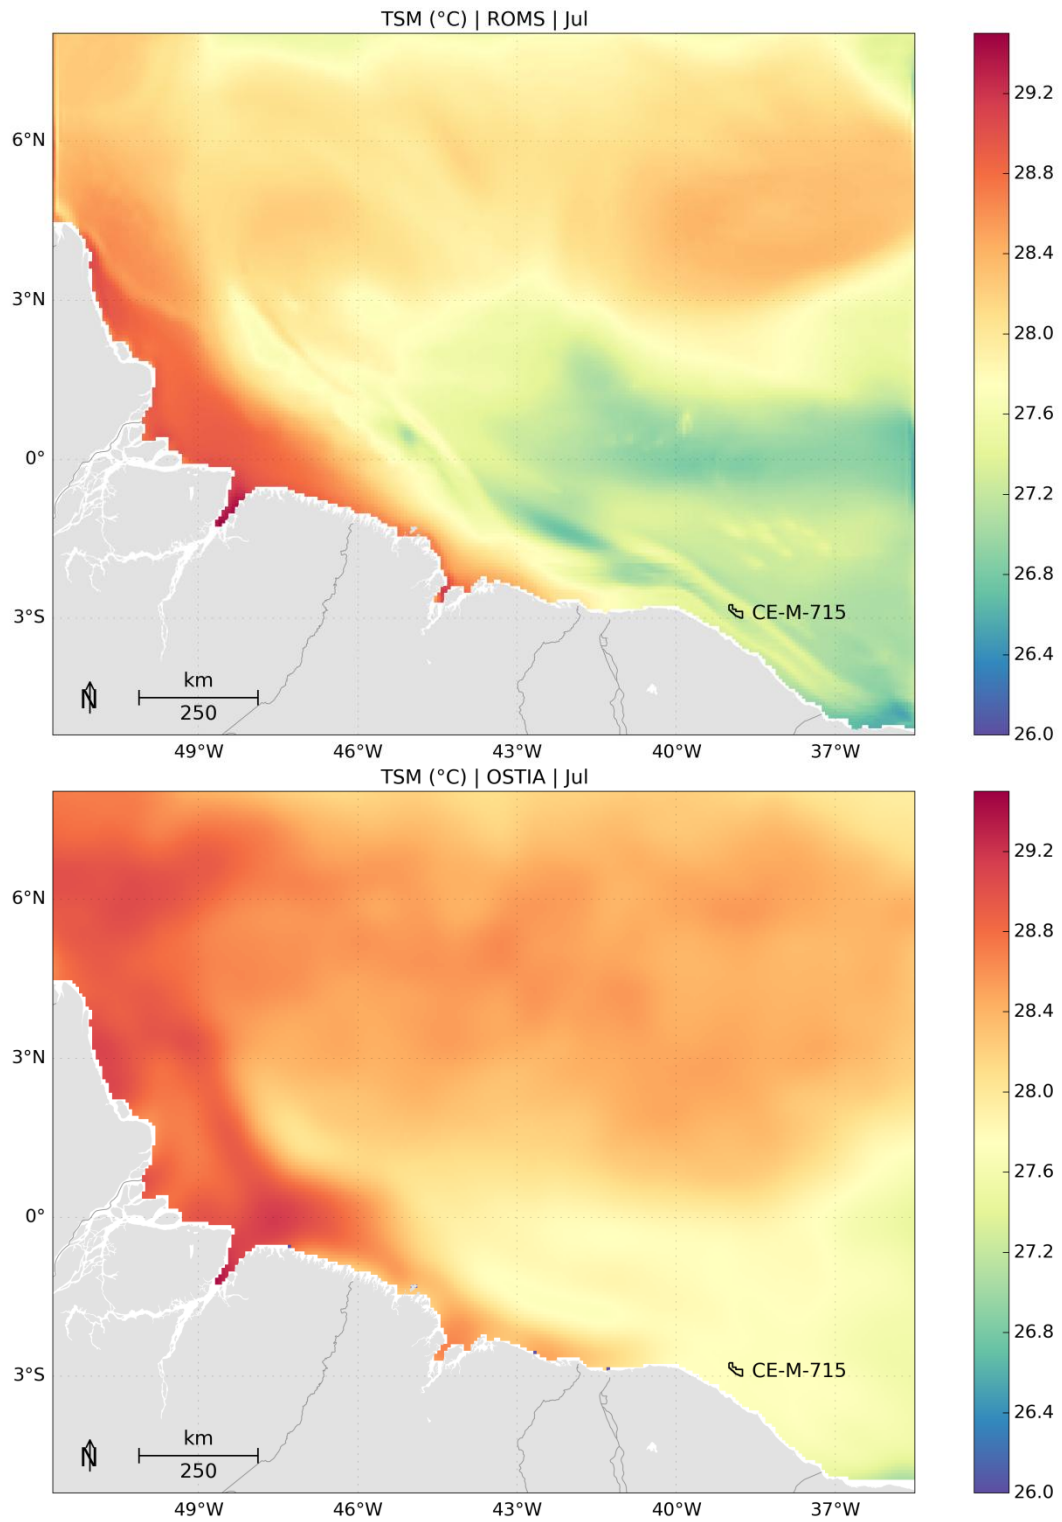 TSM (°C) | ROMS | Jul
6°N
3°N
0°
3°S
CE-M-715
N
km
250
49°W
46°W
43°W
40°W
37°W
29.2
28.8
28.4
28.0
27.6
27.2
26.8
26.4
26.0
TSM (°C) | OSTIA | Jul
6°N
3°N
0°
3°S
CE-M-715
N
km
250
49°W
46°W
43°W
40°W
37°W
29.2
28.8
28.4
28.0
27.6
27.2
26.8
26.4
26.0